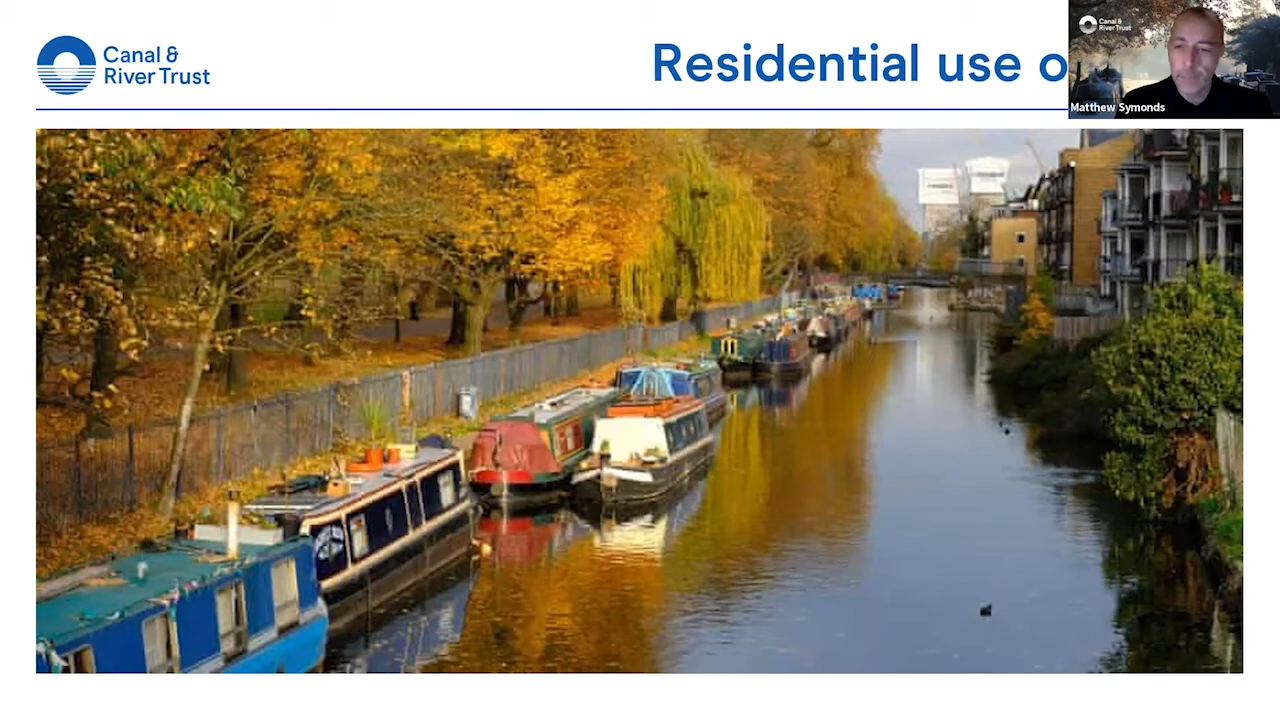 Canal &
River Trust
Residential use o
Canal &
River Trust
Matthew Symonds